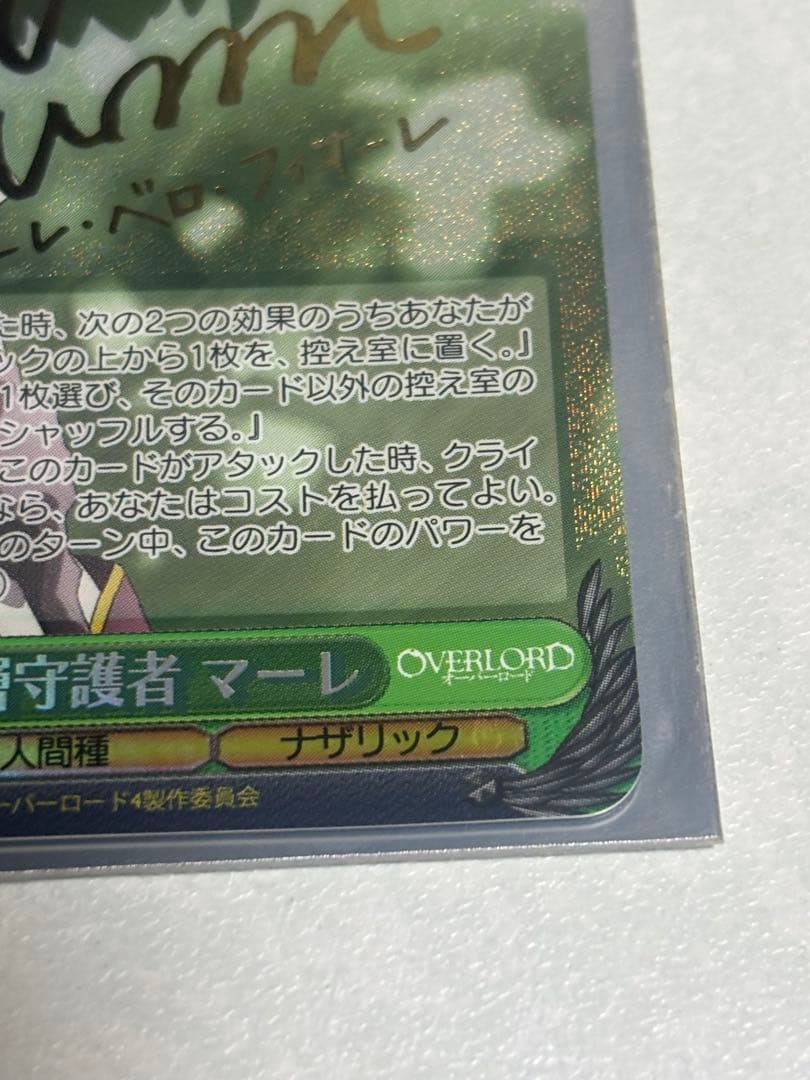 レ・ベロ・フィオーレ
た時、次の2つの効果のうちあなたが
ックの上から1枚を、控え室に置く。』
1枚選び、そのカード以外の控え室の
シャッフルする。』
このカードがアタックした時、クライ
なら、あなたはコストを払ってよい。
のターン中、このカードのパワーを
)
層守護者 マーレ
OVERLORD
オーバーロード
人間種
ナザリック
ーバーロード4製作委員会